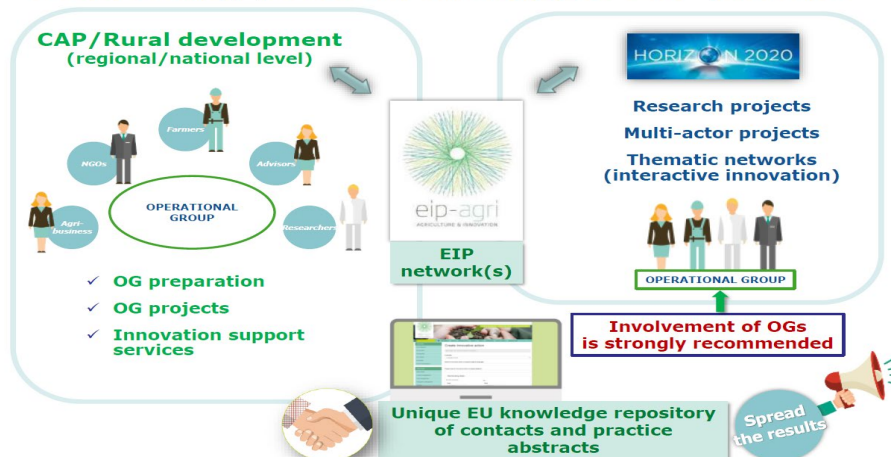 CAP/Rural development
(regional/national level)
Farmers
NGOs
Advisors
Agri-
business
Researchers
OPERATIONAL
GROUP
✓ OG preparation
✓ OG projects
✓ Innovation support
services
eip-agri
AGRICULTURE & INNOVATION
EIP
network(s)
HORIZON 2020
Research projects
Multi-actor projects
Thematic networks
(interactive innovation)
OPERATIONAL GROUP
Involvement of OGs
is strongly recommended
Unique EU knowledge repository
of contacts and practice
abstracts
Spread
the results